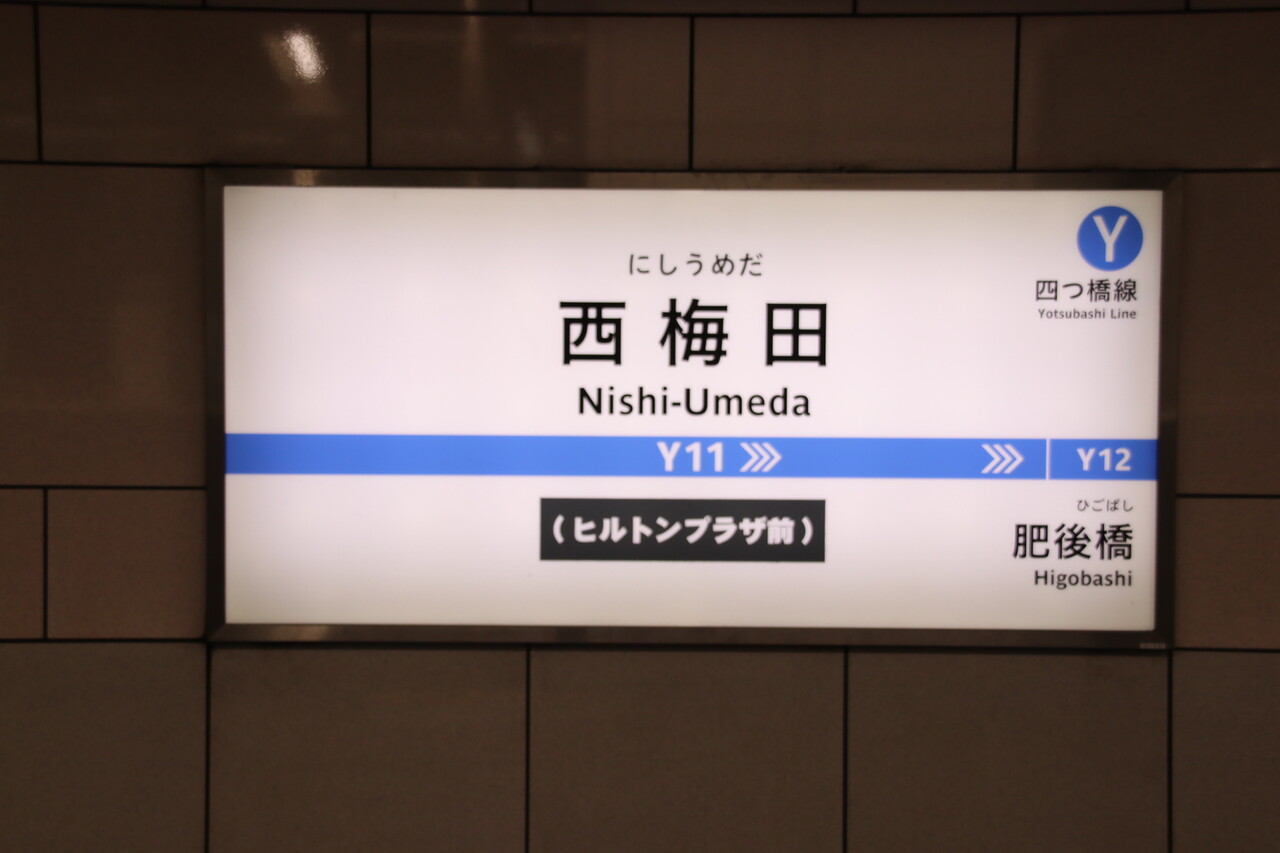 Y
四つ橋線
Yotsubashi Line
にしうめだ
西梅田
Nishi-Umeda
Y11
Y12
(ヒルトンプラザ前)
ひごばし
肥後橋
Higobashi